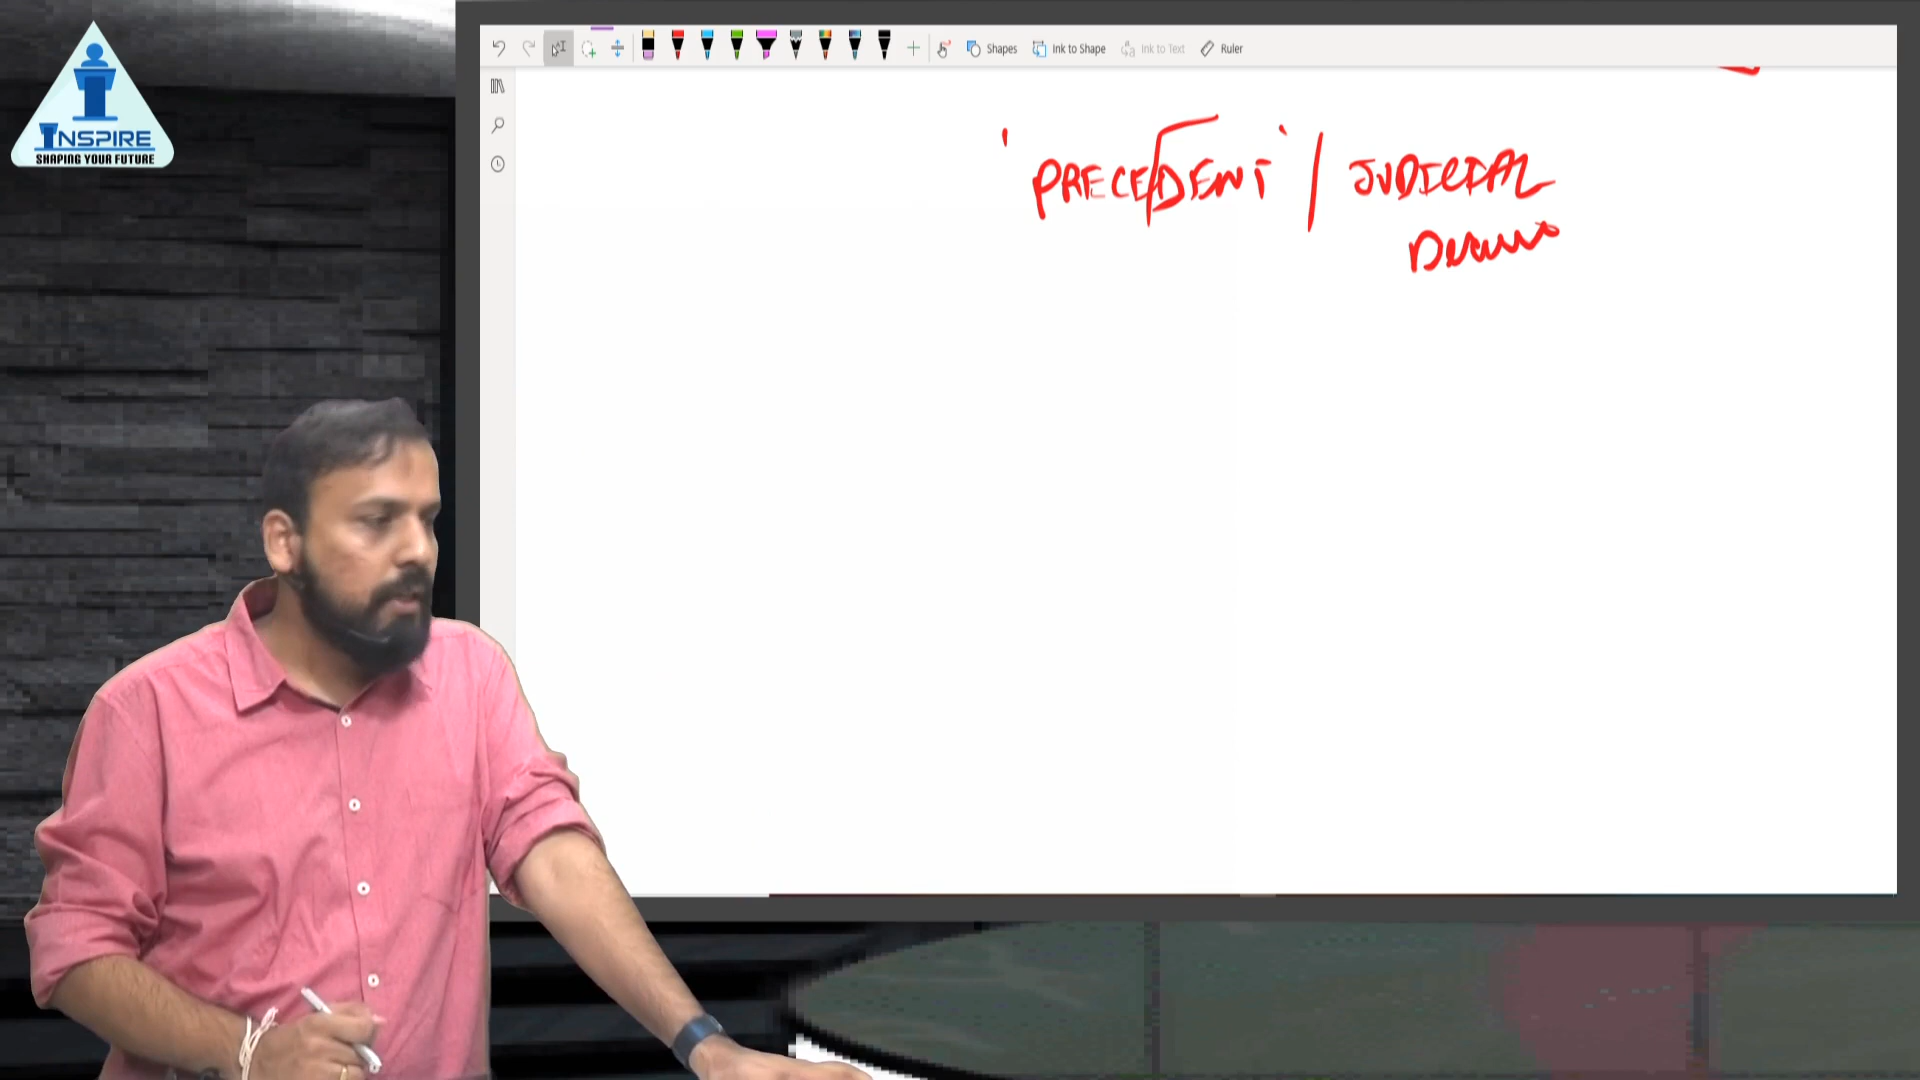 INSPIRE
SHAPING YOUR FUTURE
Shapes Ink to Shape Ink to Text Ruler
'PRECEDENT' / JUDICIAL